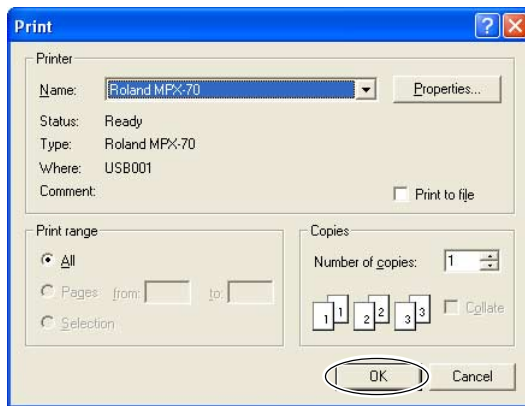 Print
Printer
Name: Roland MPX-70 Properties...
Status: Ready
Type: Roland MPX-70
Where: USB001
Comment: Print to file
Print range
All
Pages from: to:
Selection
Copies
Number of copies: 1
1 1 2 2 3 3 Collate
OK Cancel